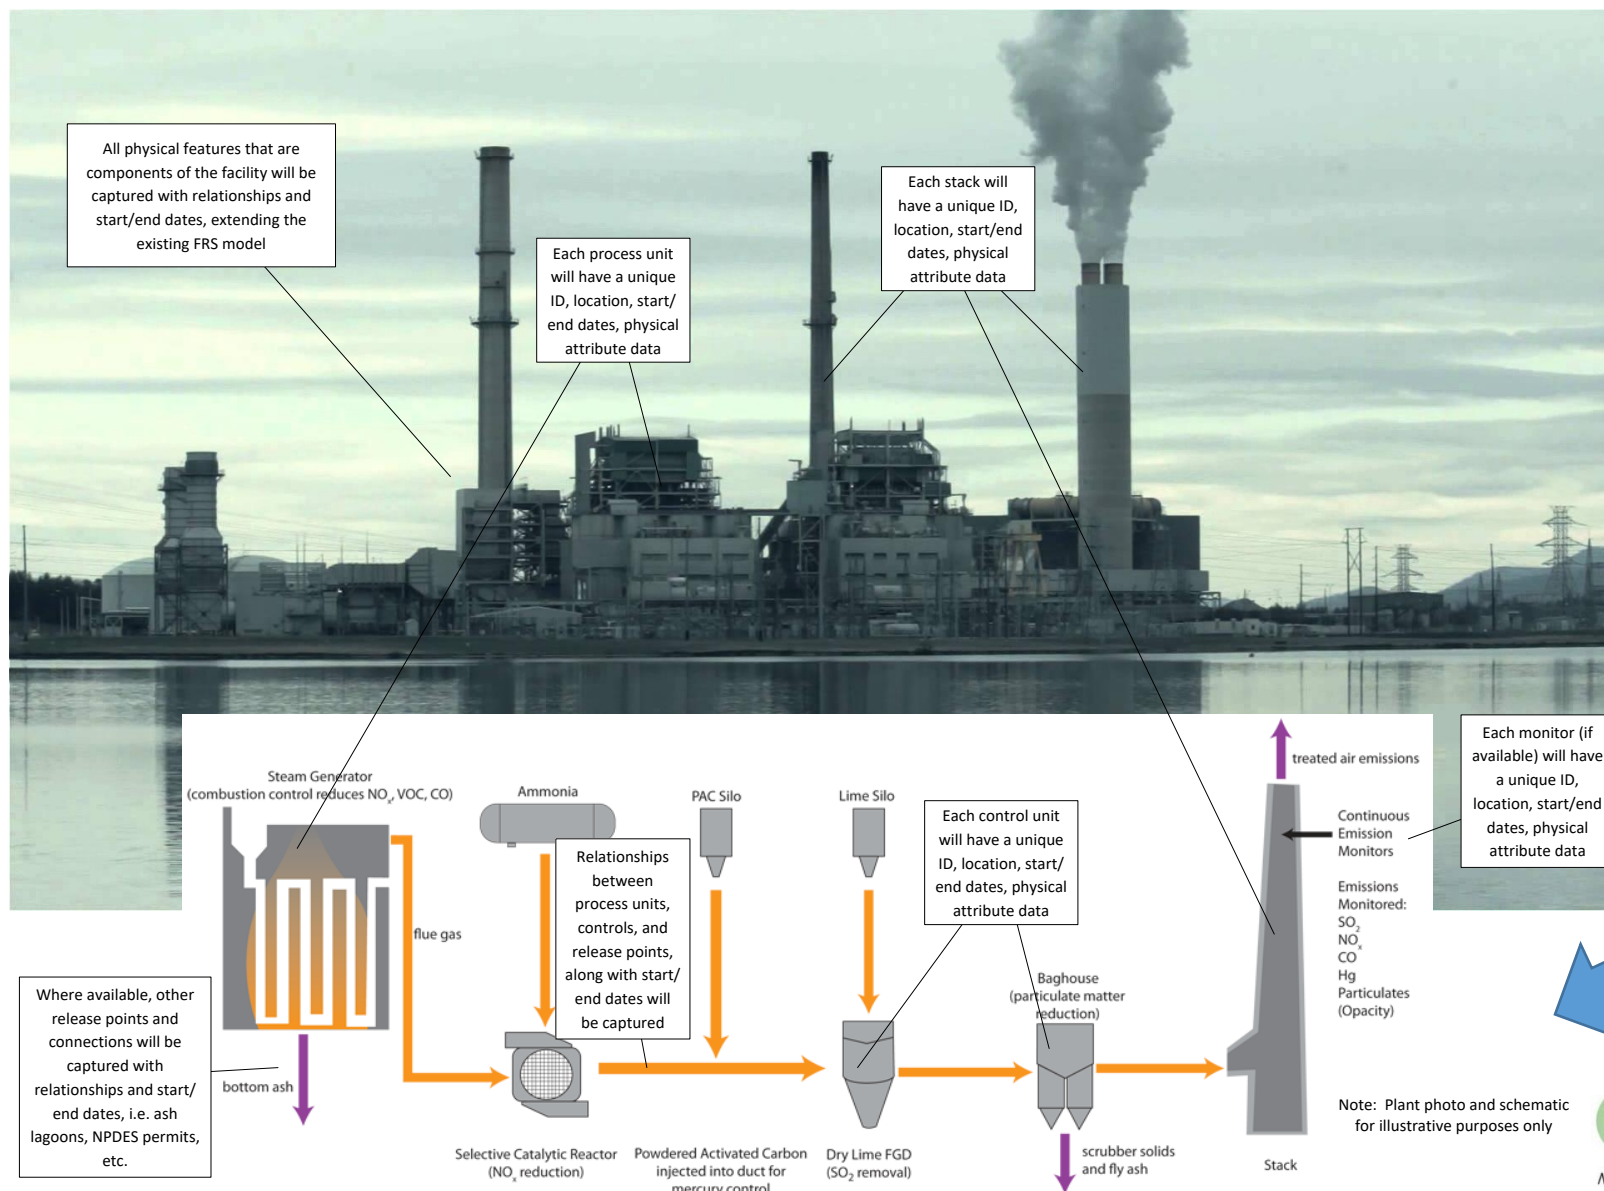 All physical features that are
components of the facility will be
captured with relationships and
start/end dates, extending the
existing FRS model
Each process unit
will have a unique
ID, location, start/
end dates, physical
attribute data
Each stack will
have a unique ID,
location, start/end
dates, physical
attribute data
Each monitor (if
available) will have
a unique ID,
location, start/end
dates, physical
attribute data
Steam Generator
(combustion control reduces NOx, VOC, CO)
Ammonia
PAC Silo
Lime Silo
Each control unit
will have a unique
ID, location, start/
end dates, physical
attribute data
treated air emissions
Continuous
Emission
Monitors
Emissions
Monitored:
SO2
NOx
CO
Hg
Particulates
(Opacity)
Relationships
between
process units,
controls, and
release points,
along with start/
end dates will
be captured
flue gas
Baghouse
(particulate matter
reduction)
Where available, other
release points and
connections will be
captured with
relationships and start/
end dates, i.e. ash
lagoons, NPDES permits,
etc.
bottom ash
Selective Catalytic Reactor
(NOx reduction)
Powdered Activated Carbon
injected into duct for
mercury control
Dry Lime FGD
(SO2 removal)
scrubber solids
and fly ash
Stack
Note:  Plant photo and schematic
for illustrative purposes only